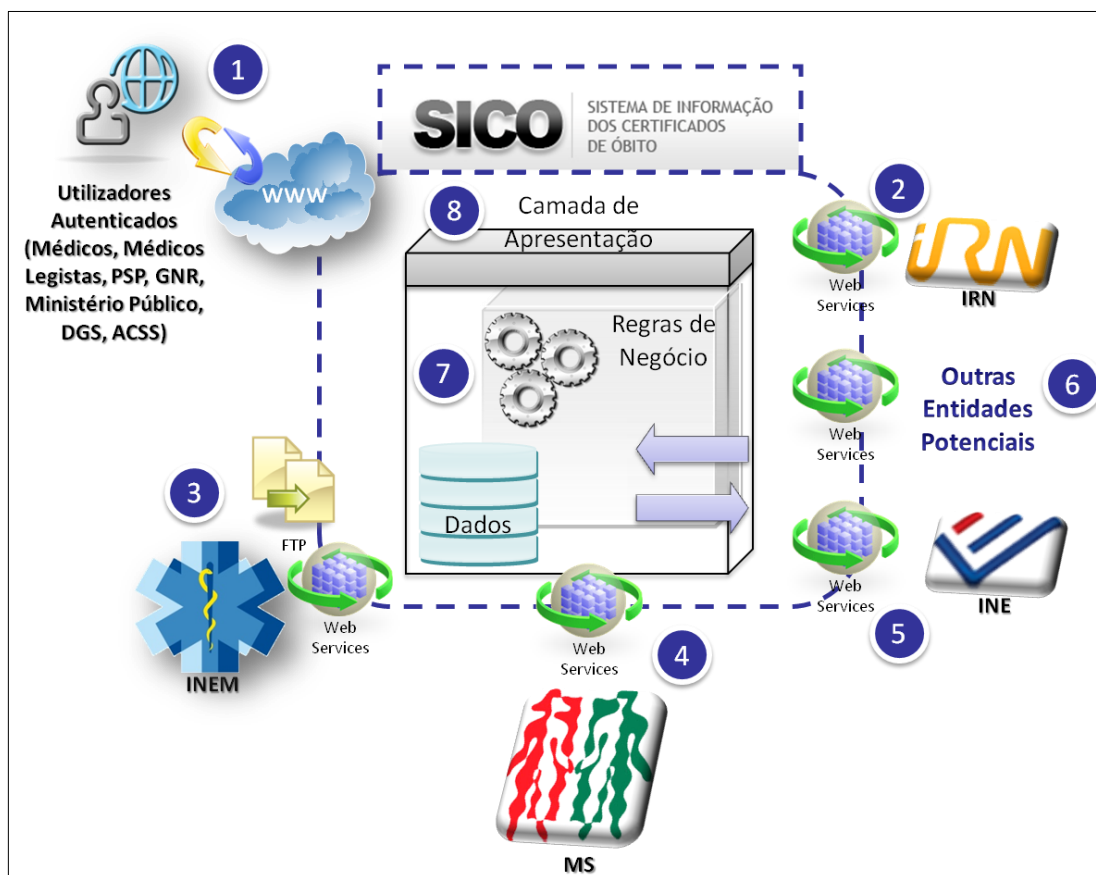 1
SICO
SISTEMA DE INFORMAÇÃO
DOS CERTIFICADOS
DE ÓBITO
www
Utilizadores
Autenticados
(Médicos, Médicos
Legistas, PSP, GNR,
Ministério Público,
DGS, ACSS)
8
Camada de
Apresentação
2
Web
Services
iRN
IRN
Regras de
Negócio
7
Web
Services
Outras
Entidades
Potenciais
6
3
FTP
Dados
Web
Services
INEM
Web
Services
4
Web
Services
5
INE
MS